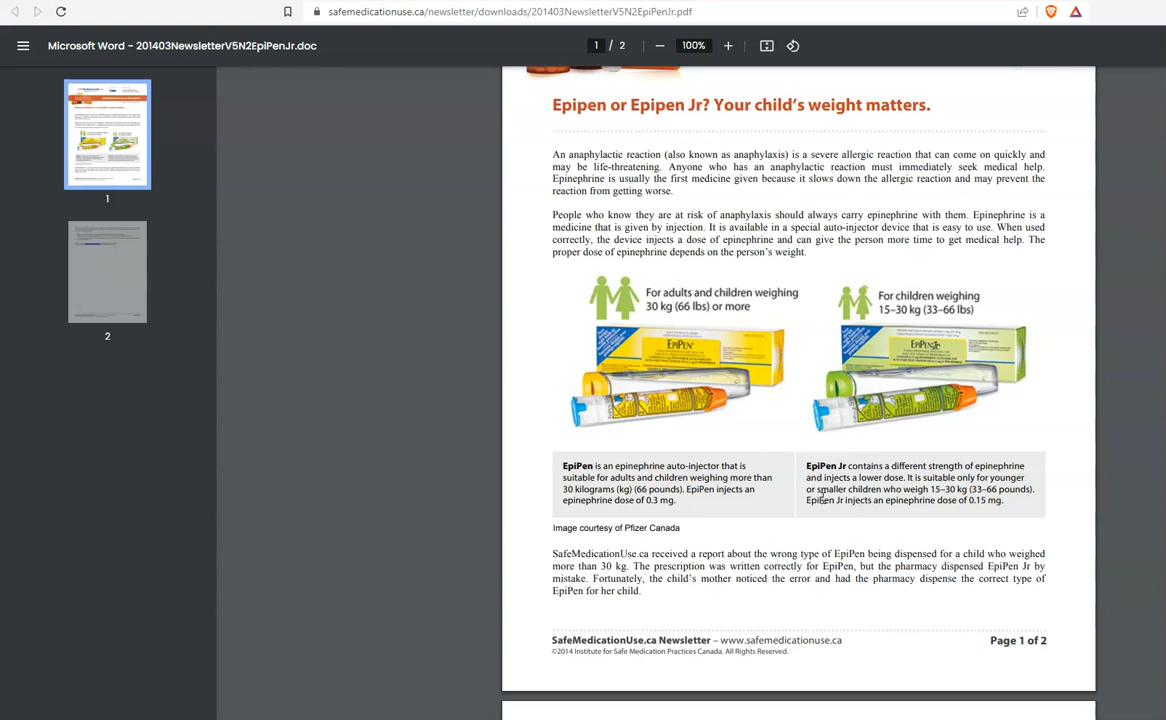 safemedicationuse.ca/newsletter/downloads/201403NewsletterV5N2EpiPenJr.pdf
Microsoft Word - 201403NewsletterV5N2EpiPenJr.doc
1 / 2
100%
1
2
Epipen or Epipen Jr? Your child's weight matters.
An anaphylactic reaction (also known as anaphylaxis) is a severe allergic reaction that can come on quickly and
may be life-threatening. Anyone who has an anaphylactic reaction must immediately seek medical help.
Epinephrine is usually the first medicine given because it slows down the allergic reaction and may prevent the
reaction from getting worse.
People who know they are at risk of anaphylaxis should always carry epinephrine with them. Epinephrine is a
medicine that is given by injection. It is available in a special auto-injector device that is easy to use. When used
correctly, the device injects a dose of epinephrine and can give the person more time to get medical help. The
proper dose of epinephrine depends on the person's weight.
For adults and children weighing
30 kg (66 lbs) or more
For children weighing
15–30 kg (33–66 lbs)
EPIPEN
EPIPEN Jr
EpiPen is an epinephrine auto-injector that is
suitable for adults and children weighing more than
30 kilograms (kg) (66 pounds). EpiPen injects an
epinephrine dose of 0.3 mg.
EpiPen Jr contains a different strength of epinephrine
and injects a lower dose. It is suitable only for younger
or smaller children who weigh 15–30 kg (33–66 pounds).
EpiPen Jr injects an epinephrine dose of 0.15 mg.
Image courtesy of Pfizer Canada
SafeMedicationUse.ca received a report about the wrong type of EpiPen being dispensed for a child who weighed
more than 30 kg. The prescription was written correctly for EpiPen, but the pharmacy dispensed EpiPen Jr by
mistake. Fortunately, the child's mother noticed the error and had the pharmacy dispense the correct type of
EpiPen for her child.
SafeMedicationUse.ca Newsletter – www.safemedicationuse.ca
Page 1 of 2
©2014 Institute for Safe Medication Practices Canada. All Rights Reserved.